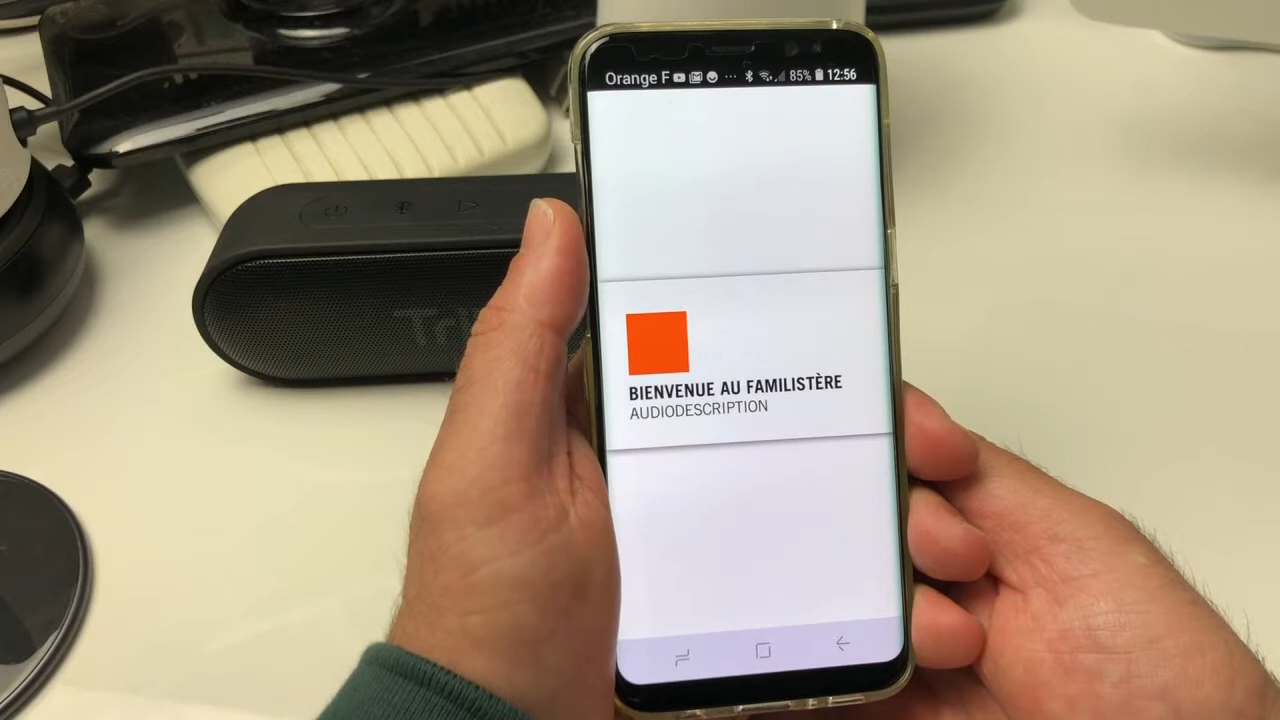 Orange F ... 85% 12:56
BIENVENUE AU FAMILISTÈRE
AUDIODESCRIPTION